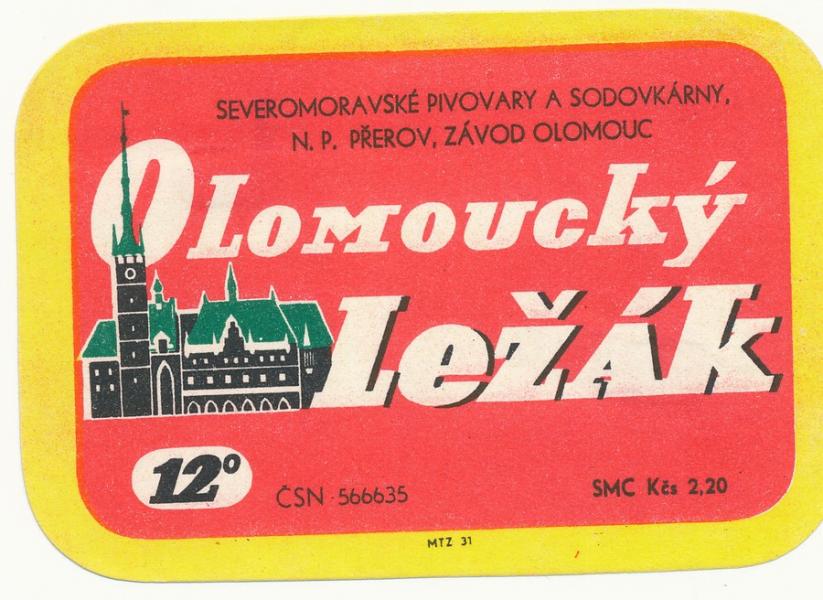 SEVEROMORAVSKÉ PIVOVARY A SODOVKÁRNY,
N. P. PŘEROV, ZÁVOD OLOMOUC
Olomoucký
Ležák
12°
ČSN 566635
SMC Kčs 2,20
MTZ 31